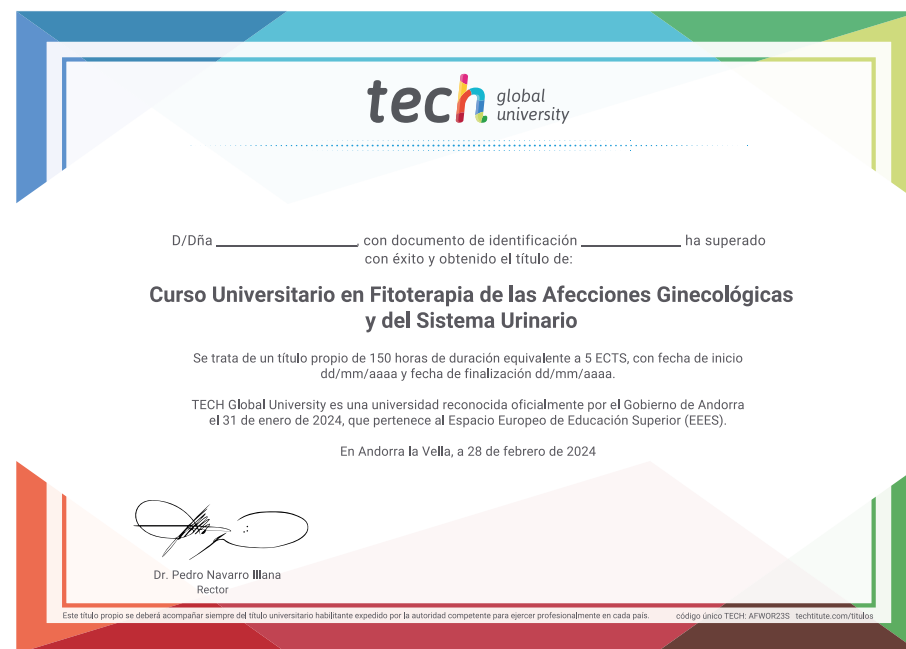 tech global
university
D/Dña ______________, con documento de identificación __________ ha superado
con éxito y obtenido el título de:
Curso Universitario en Fitoterapia de las Afecciones Ginecológicas
y del Sistema Urinario
Se trata de un título propio de 150 horas de duración equivalente a 5 ECTS, con fecha de inicio
dd/mm/aaaa y fecha de finalización dd/mm/aaaa.
TECH Global University es una universidad reconocida oficialmente por el Gobierno de Andorra
el 31 de enero de 2024, que pertenece al Espacio Europeo de Educación Superior (EEES).
En Andorra la Vella, a 28 de febrero de 2024
Dr. Pedro Navarro Illana
Rector
Este título propio se deberá acompañar siempre del título universitario habilitante expedido por la autoridad competente para ejercer profesionalmente en cada país. código único TECH: AFWOR23S techtitute.com/titulos